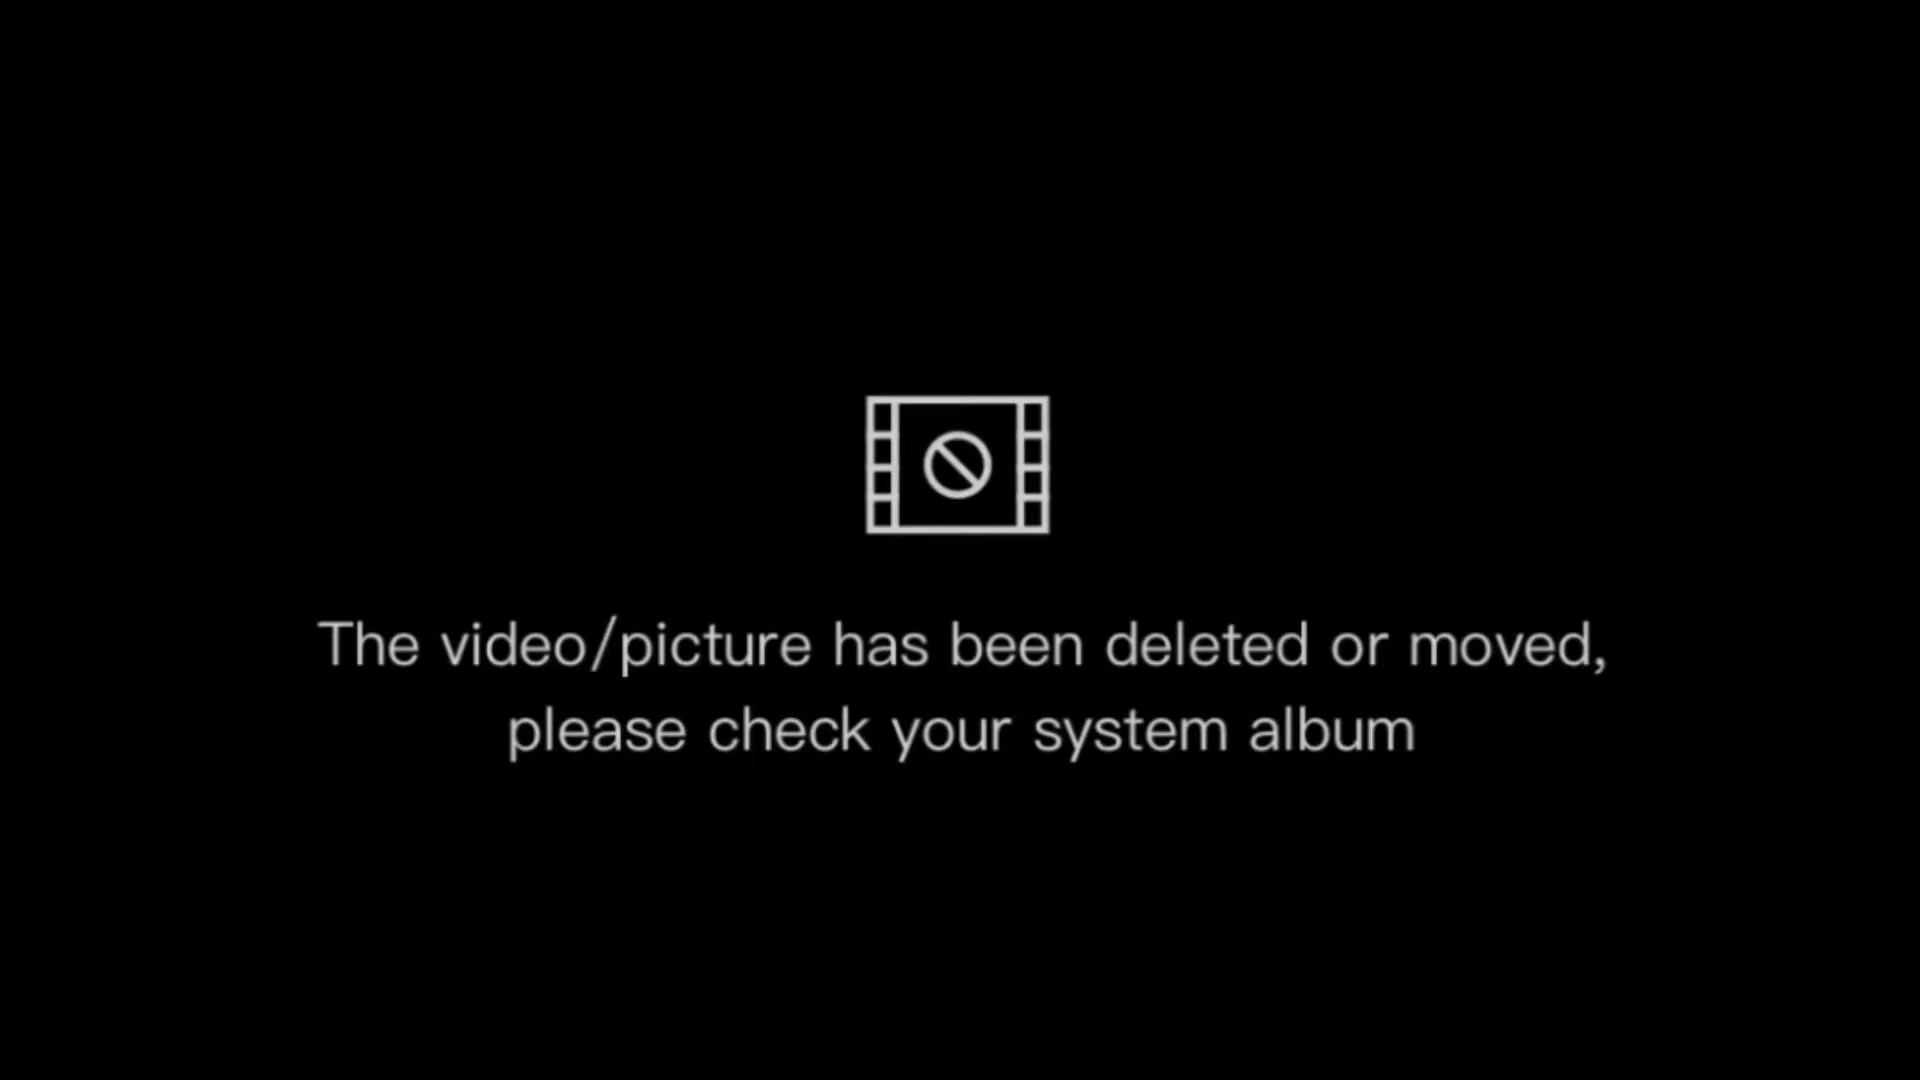 The video/picture has been deleted or moved,
please check your system album